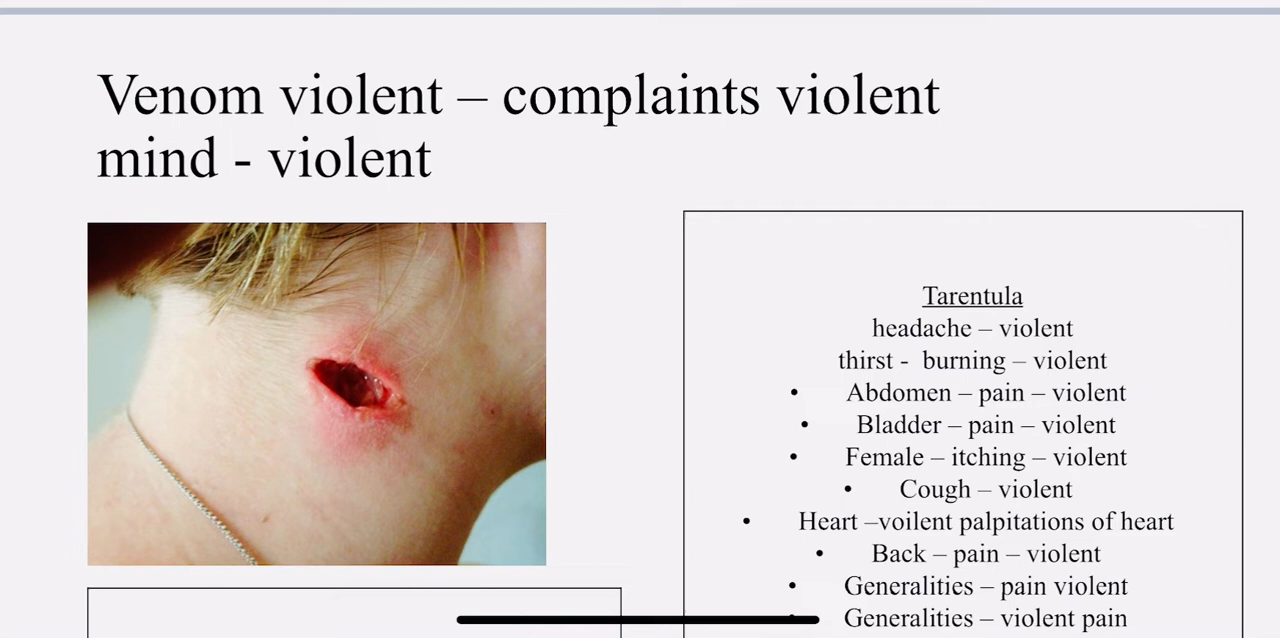 Venom violent – complaints violent
mind - violent
Tarentula
headache – violent
thirst - burning – violent
• Abdomen – pain – violent
• Bladder – pain – violent
• Female – itching – violent
• Cough – violent
• Heart –voilent palpitations of heart
• Back – pain – violent
• Generalities – pain violent
• Generalities – violent pain